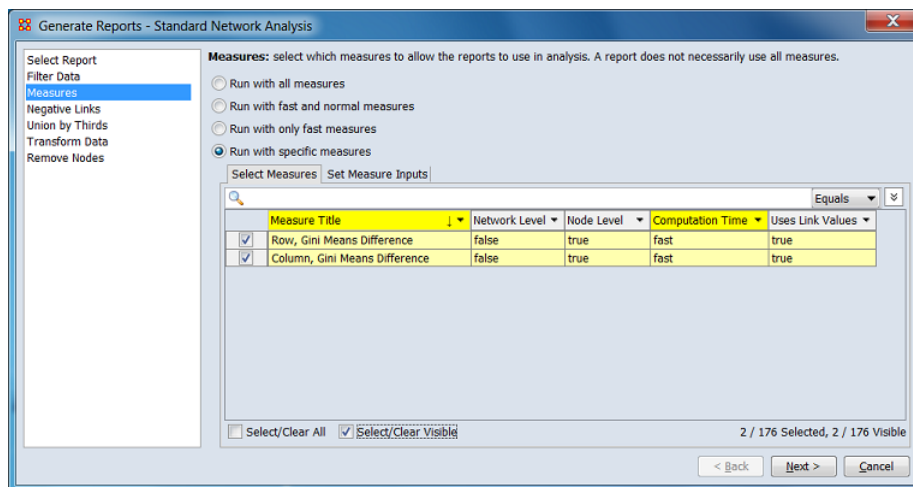 Generate Reports - Standard Network Analysis
Select Report
Filter Data
Measures
Negative Links
Union by Thirds
Transform Data
Remove Nodes
Measures: select which measures to allow the reports to use in analysis. A report does not necessarily use all measures.
Run with all measures
Run with fast and normal measures
Run with only fast measures
Run with specific measures
Select Measures Set Measure Inputs
Equals
Measure Title Network Level Node Level Computation Time Uses Link Values
Row, Gini Means Difference false true fast true
Column, Gini Means Difference false true fast true
Select/Clear All Select/Clear Visible 2 / 176 Selected, 2 / 176 Visible
< Back Next > Cancel